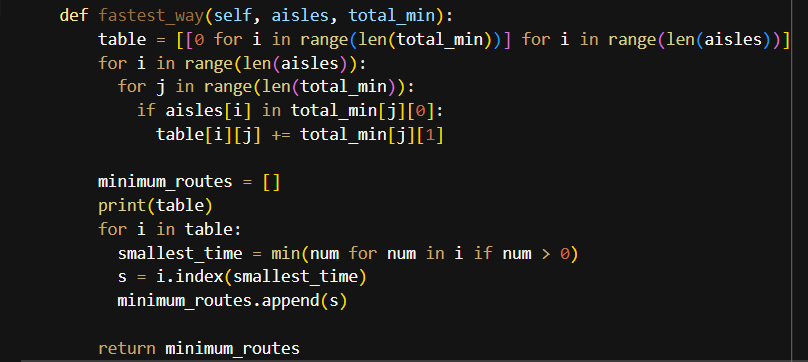 def fastest_way(self, aisles, total_min):
table = [[0 for i in range(len(total_min))] for i in range(len(aisles))]
for i in range(len(aisles)):
for j in range(len(total_min)):
if aisles[i] in total_min[j][0]:
table[i][j] += total_min[j][1]
minimum_routes = []
print(table)
for i in table:
smallest_time = min(num for num in i if num > 0)
s = i.index(smallest_time)
minimum_routes.append(s)
return minimum_routes